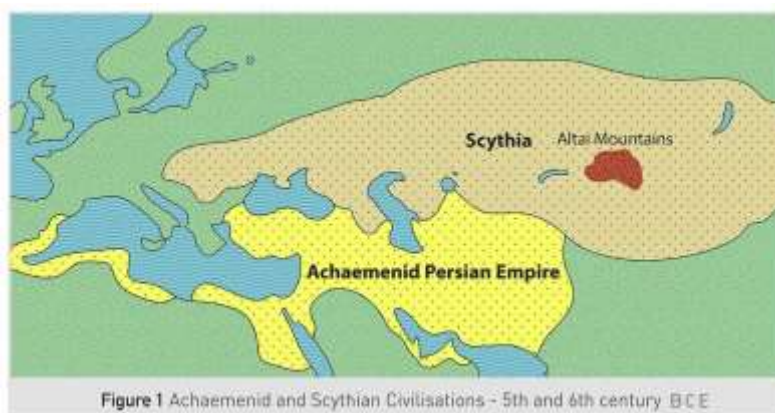 Scythia Altai Mountains
Achaemenid Persian Empire
Figure 1 Achaemenid and Scythian Civilisations - 5th and 6th century BCE